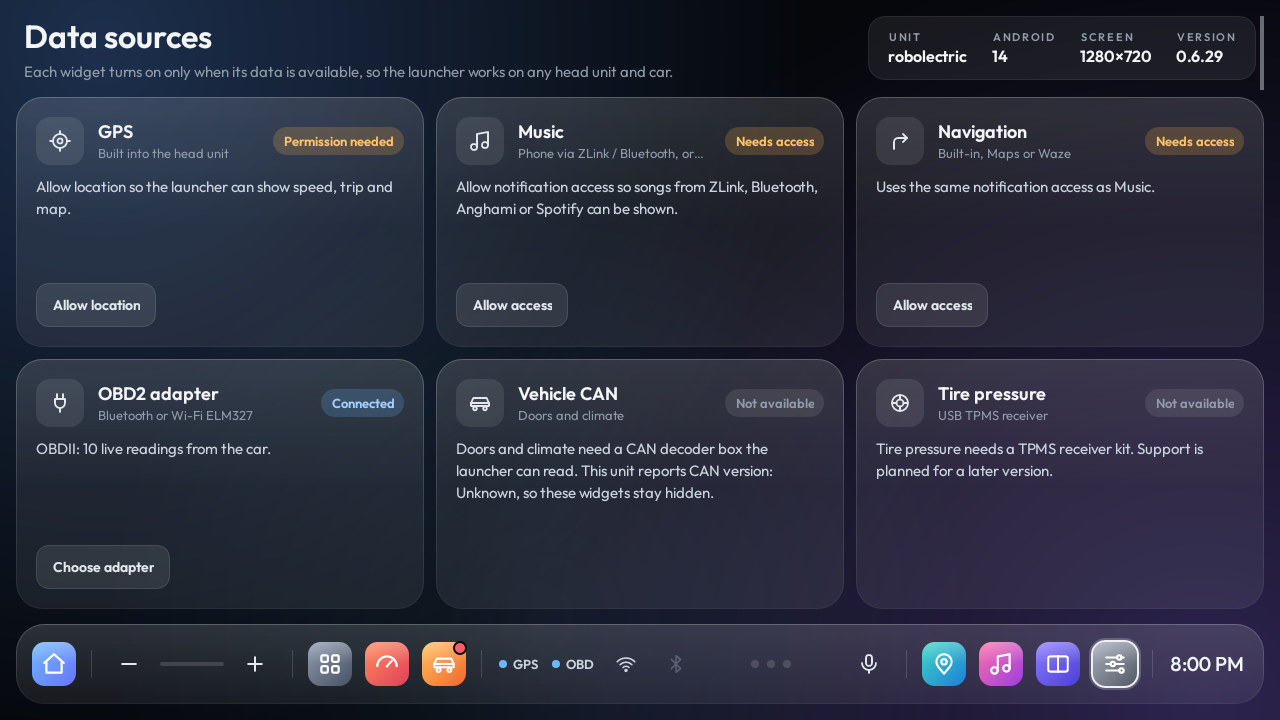 Data sources
Each widget turns on only when its data is available, so the launcher works on any head unit and car.
UNIT ANDROID SCREEN VERSION
robolectric 14 1280×720 0.6.29
GPS
Built into the head unit
Permission needed
Allow location so the launcher can show speed, trip and
map.
Allow location
Music
Phone via ZLink / Bluetooth, or...
Needs access
Allow notification access so songs from ZLink, Bluetooth,
Anghami or Spotify can be shown.
Allow access
Navigation
Built-in, Maps or Waze
Needs access
Uses the same notification access as Music.
Allow access
OBD2 adapter
Bluetooth or Wi-Fi ELM327
Connected
OBDII: 10 live readings from the car.
Choose adapter
Vehicle CAN
Doors and climate
Not available
Doors and climate need a CAN decoder box the
launcher can read. This unit reports CAN version:
Unknown, so these widgets stay hidden.
Tire pressure
USB TPMS receiver
Not available
Tire pressure needs a TPMS receiver kit. Support is
planned for a later version.
GPS OBD 8:00 PM